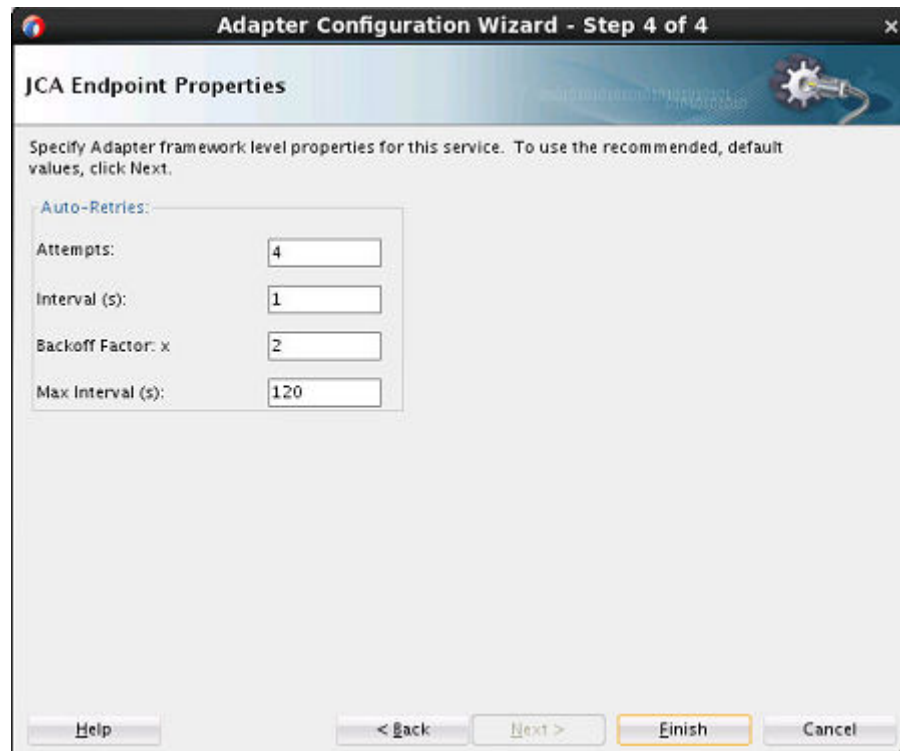 Adapter Configuration Wizard - Step 4 of 4
JCA Endpoint Properties
Specify Adapter framework level properties for this service. To use the recommended, default
values, click Next.
Auto-Retries:
Attempts:
4
Interval (s):
1
Backoff Factor: x
2
Max Interval (s):
120
Help
< Back
Next >
Finish
Cancel